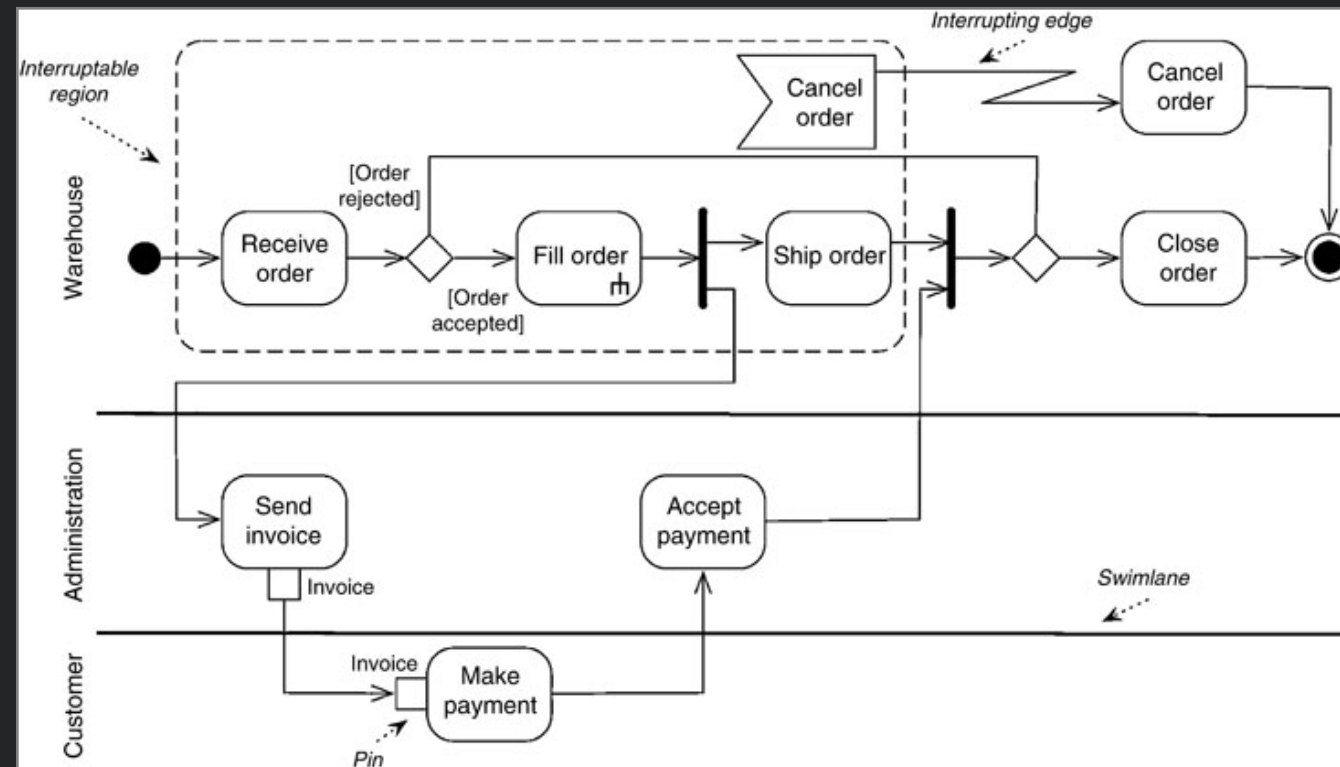 Interrupting edge
Interruptable
region
Cancel
order
Cancel
order
Warehouse
[Order
rejected]
Receive
order
Fill order
Ship order
Close
order
[Order
accepted]
Administration
Send
invoice
Accept
payment
Invoice
Swimlane
Customer
Invoice
Make
payment
Pin